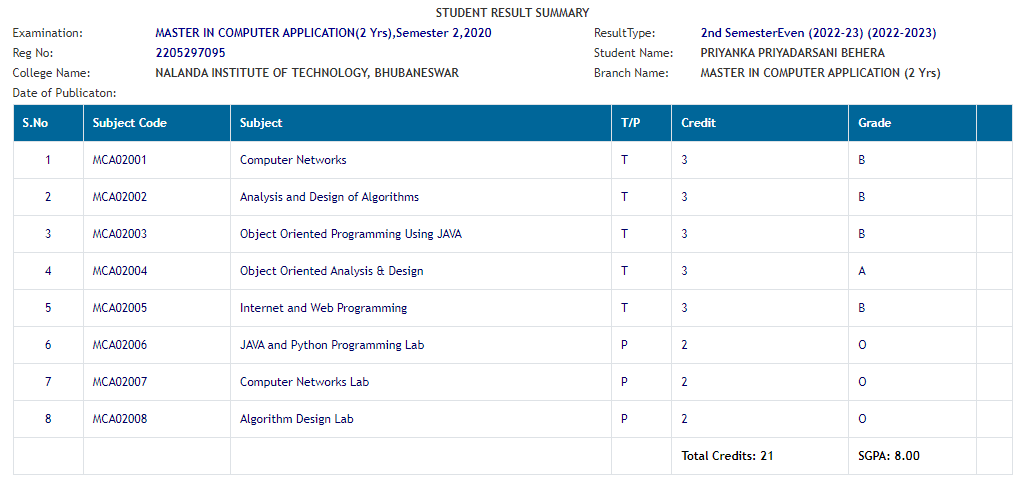 STUDENT RESULT SUMMARY
Examination: MASTER IN COMPUTER APPLICATION(2 Yrs),Semester 2,2020 ResultType: 2nd SemesterEven (2022-23) (2022-2023)
Reg No: 2205297095 Student Name: PRIYANKA PRIYADARSANI BEHERA
College Name: NALANDA INSTITUTE OF TECHNOLOGY, BHUBANESWAR Branch Name: MASTER IN COMPUTER APPLICATION (2 Yrs)
Date of Publicaton:
S.No Subject Code Subject T/P Credit Grade
1 MCA02001 Computer Networks T 3 B
2 MCA02002 Analysis and Design of Algorithms T 3 B
3 MCA02003 Object Oriented Programming Using JAVA T 3 B
4 MCA02004 Object Oriented Analysis & Design T 3 A
5 MCA02005 Internet and Web Programming T 3 B
6 MCA02006 JAVA and Python Programming Lab P 2 O
7 MCA02007 Computer Networks Lab P 2 O
8 MCA02008 Algorithm Design Lab P 2 O
Total Credits: 21 SGPA: 8.00